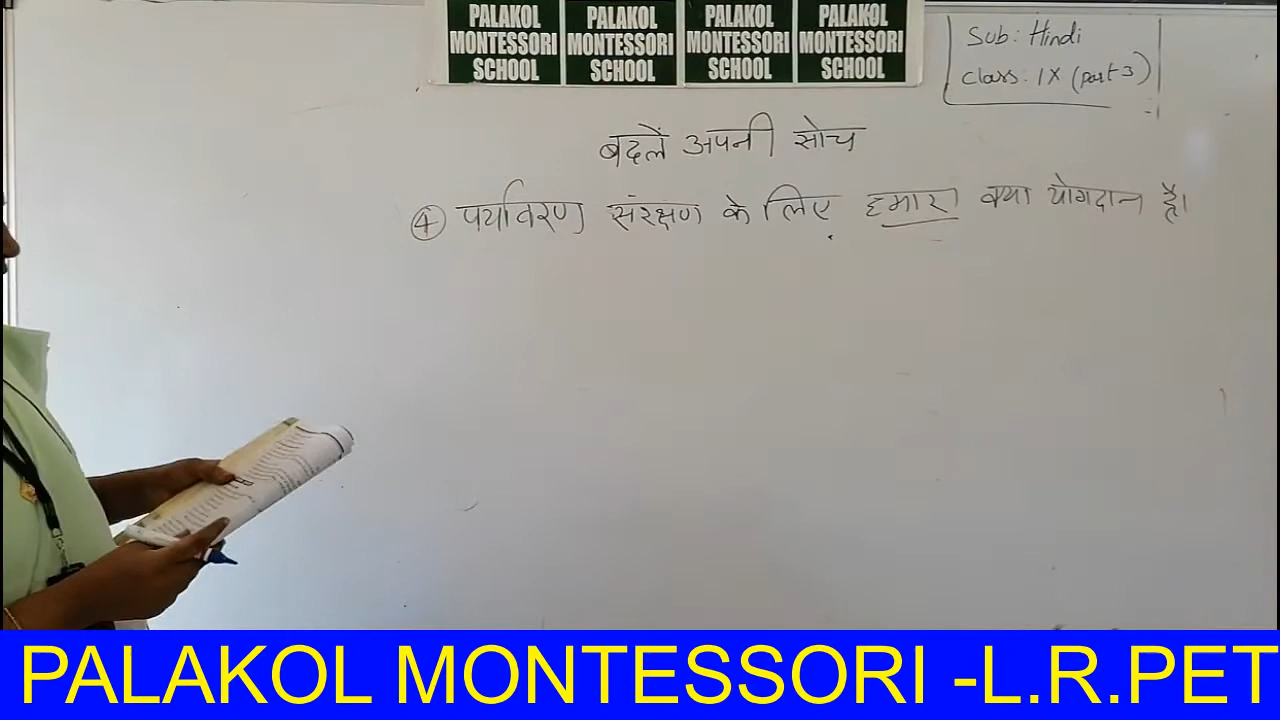 PALAKOL MONTESSORI SCHOOL
PALAKOL MONTESSORI SCHOOL
PALAKOL MONTESSORI SCHOOL
PALAKOL MONTESSORI SCHOOL
Sub: Hindi
Class: IX (part 3)
बदलें अपनी सोच
④ पर्यावरण संरक्षण के लिए हमारा क्या योगदान है।
PALAKOL MONTESSORI -L.R.PET